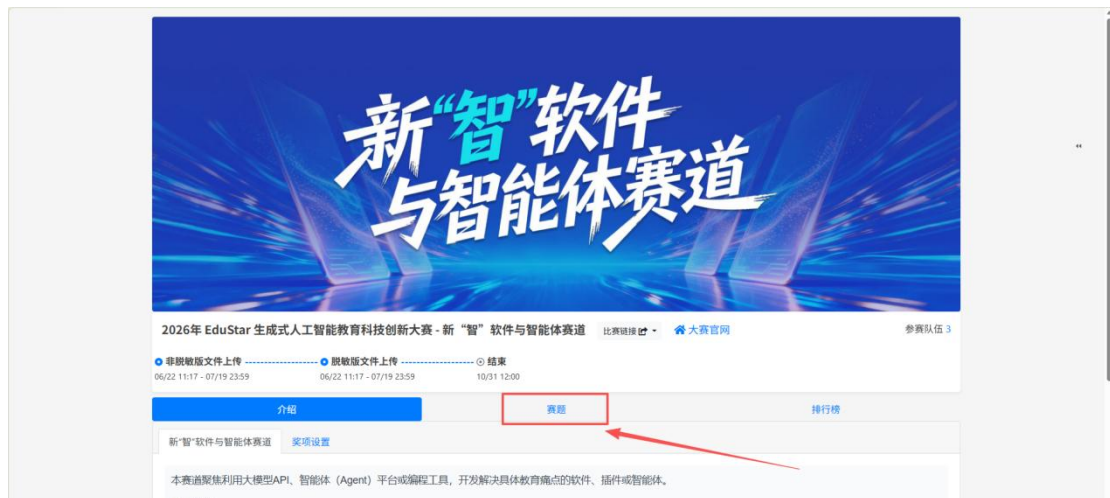 新“智”软件
与智能体赛道
2026年 EduStar 生成式人工智能教育科技创新大赛 - 新“智”软件与智能体赛道 比赛链接 大赛官网 参赛队伍 3
非脱敏版文件上传 ------------------ 脱敏版文件上传 ------------------ 结束
06/22 11:17 - 07/19 23:59 06/22 11:17 - 07/19 23:59 10/31 12:00
介绍 赛题 排行榜
新“智”软件与智能体赛道 奖项设置
本赛道聚焦利用大模型API、智能体（Agent）平台或编程工具，开发解决具体教育痛点的软件、插件或智能体。